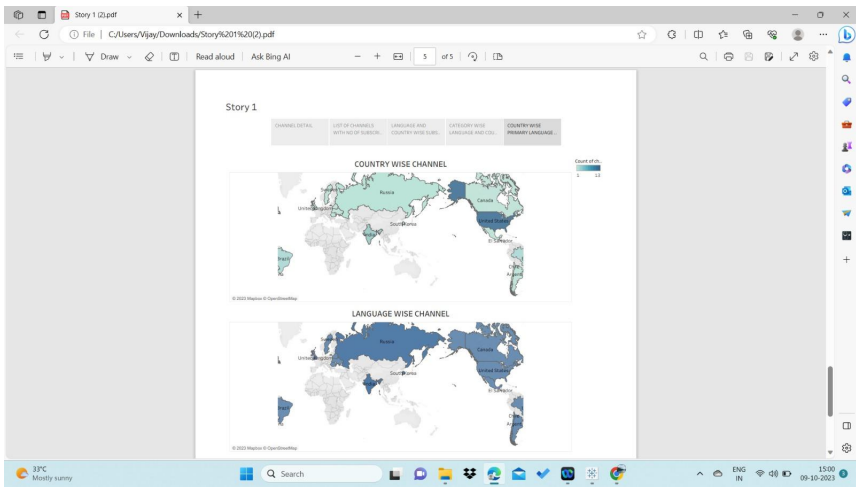 Story 1 (2).pdf
File
C:/Users/Vijay/Downloads/Story%201%20(2).pdf
Draw
Read aloud
Ask Bing AI
5
of 5
Story 1
CHANNEL DETAIL
LIST OF CHANNELS WITH NO OF SUBSCRI..
LANGUAGE AND COUNTRY WISE SUBS..
CATEGORY WISE LANGUAGE AND COU..
COUNTRY WISE PRIMARY LANGUAGE..
COUNTRY WISE CHANNEL
Count of ch..
1
Russia
Canada
United Kingdom
United States
South Korea
India
El Salvador
Brazil
© 2023 Mapbox © OpenStreetMap
LANGUAGE WISE CHANNEL
Russia
Canada
United Kingdom
United States
South Korea
India
El Salvador
Brazil
© 2023 Mapbox © OpenStreetMap
33°C
Mostly sunny
Search
ENG
IN
15:00
09-10-2023